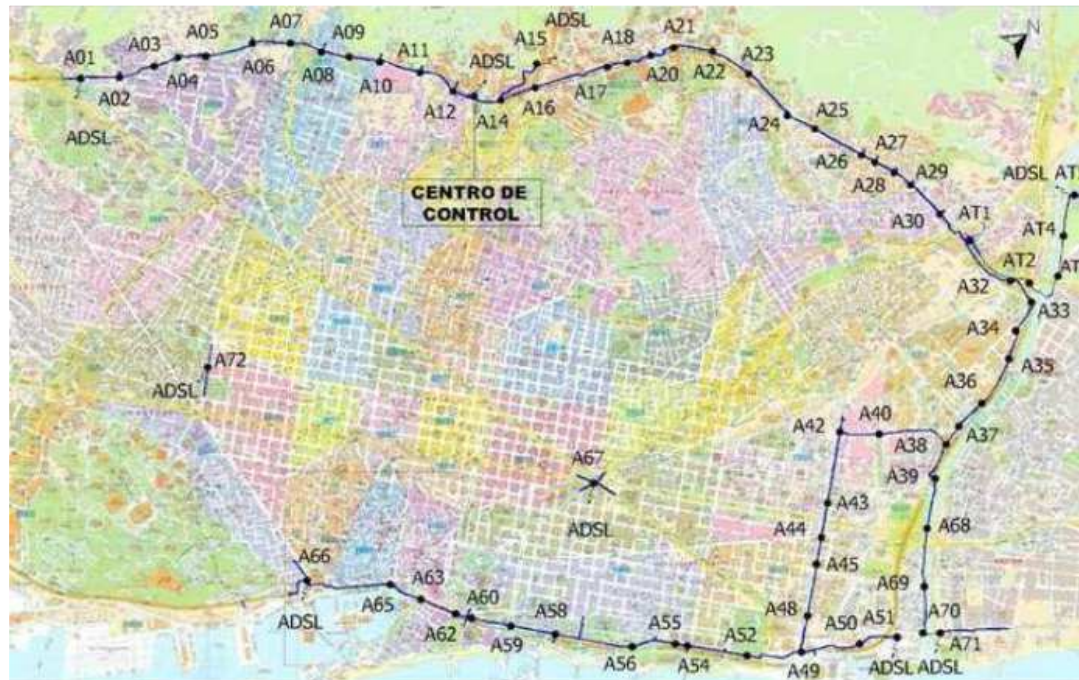 ADSL
A07
A21
A05
A09
A15
A18
A03
A11
A23
A01
ADSL
A20
A22
A04
A06
A08
A10
A17
A02
A12
A14
A16
A24
A25
ADSL
A26
A27
A28
A29
ADSL
CENTRO DE
CONTROL
A30
AT1
AT4
AT2
A32
A33
A34
A35
A72
ADSL
A36
A42
A40
A38
A37
A67
A39
A43
ADSL
A44
A68
A45
A66
A63
A69
A65
A60
A58
A55
A48
A50
A51
A70
ADSL
A62
A59
A52
A71
A56
A54
A49
ADSL
ADSL
N